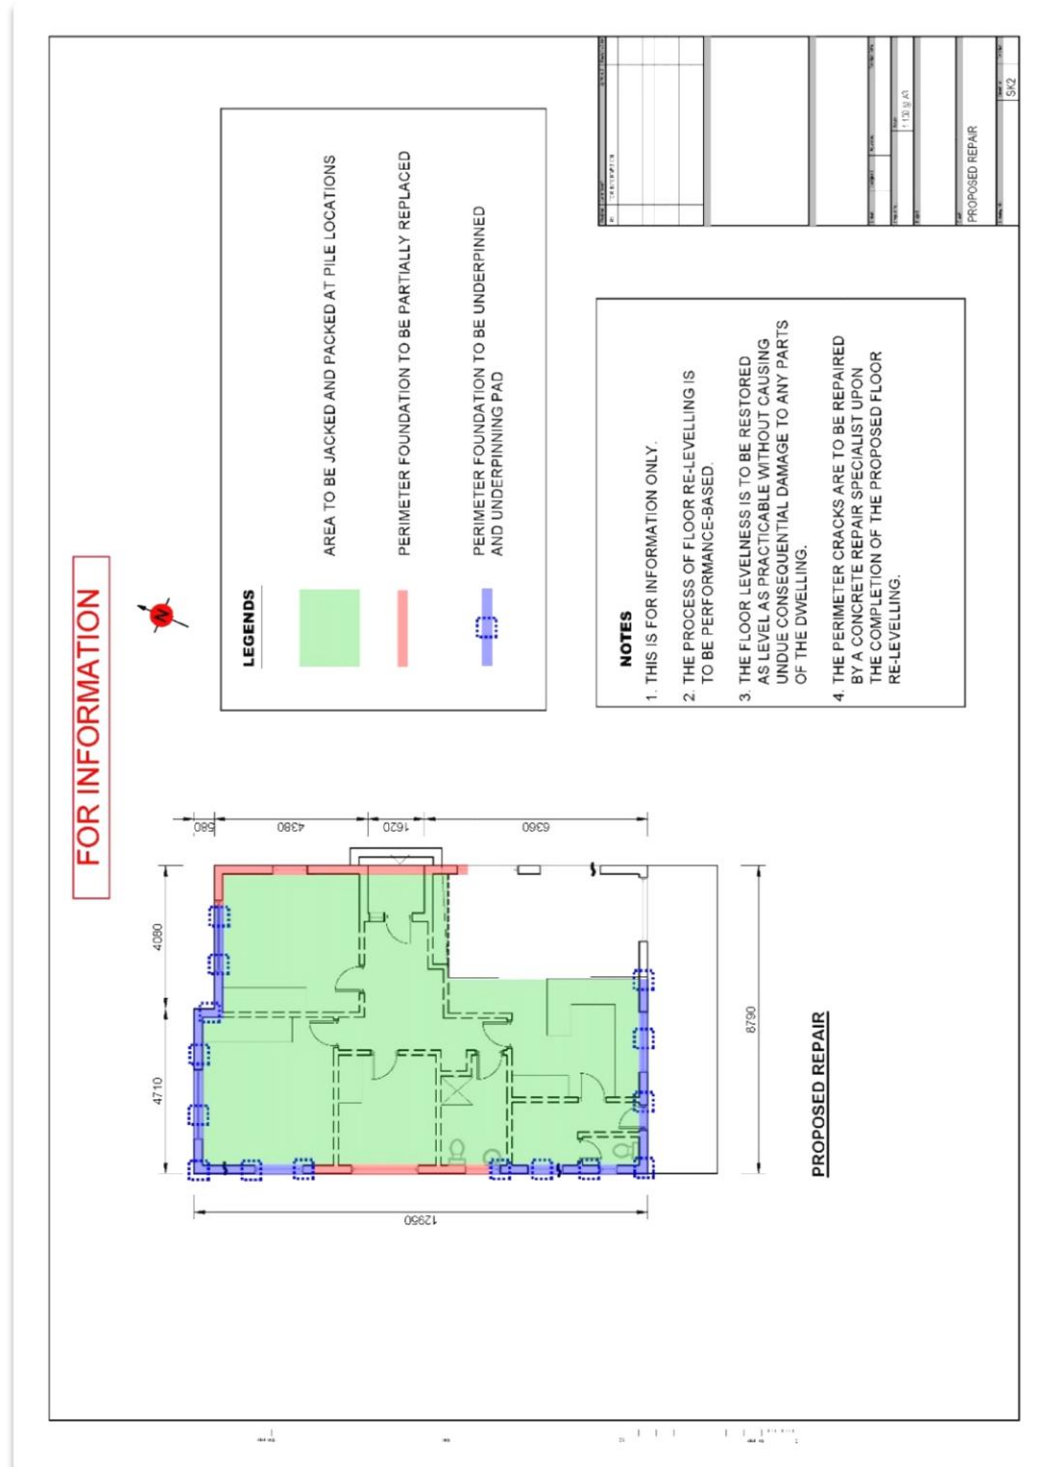 FOR INFORMATION
N
LEGENDS
AREA TO BE JACKED AND PACKED AT PILE LOCATIONS
PERIMETER FOUNDATION TO BE PARTIALLY REPLACED
PERIMETER FOUNDATION TO BE UNDERPINNED
AND UNDERPINNING PAD
NOTES
1. THIS IS FOR INFORMATION ONLY.
2. THE PROCESS OF FLOOR RE-LEVELLING IS
TO BE PERFORMANCE-BASED.
3. THE FLOOR LEVELNESS IS TO BE RESTORED
AS LEVEL AS PRACTICABLE WITHOUT CAUSING
UNDUE CONSEQUENTIAL DAMAGE TO ANY PARTS
OF THE DWELLING.
4. THE PERIMETER CRACKS ARE TO BE REPAIRED
BY A CONCRETE REPAIR SPECIALIST UPON
THE COMPLETION OF THE PROPOSED FLOOR
RE-LEVELLING.
580
4380
1620
6360
4080
4710
8790
12950
PROPOSED REPAIR
PROPOSED REPAIR
SK2